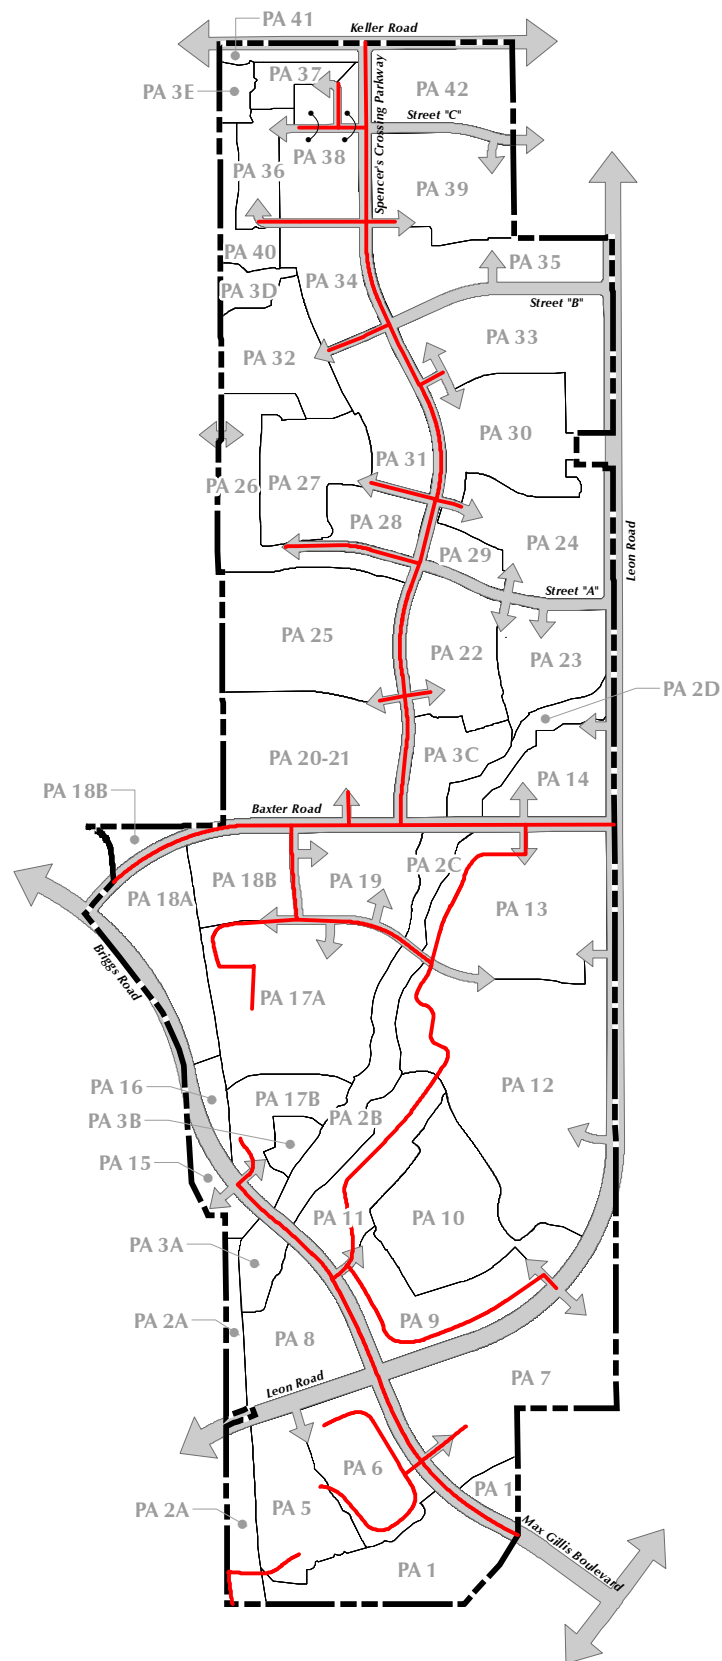 PA 41
Keller Road
PA 37
PA 3E
PA 42
Spencer's Crossing Parkway
Street "C"
PA 38
PA 36
PA 39
PA 40
PA 35
PA 34
PA 3D
Street "B"
PA 33
PA 32
PA 30
PA 31
PA 26
PA 27
PA 28
PA 24
PA 29
Leon Road
Street "A"
PA 25
PA 22
PA 23
PA 2D
PA 20-21
PA 3C
PA 14
PA 18B
Baxter Road
PA 2C
PA 18B
PA 19
PA 18A
PA 13
Briggs Road
PA 17A
PA 12
PA 16
PA 17B
PA 3B
PA 2B
PA 15
PA 11
PA 10
PA 3A
PA 2A
PA 9
PA 8
Leon Road
PA 7
PA 6
PA 1
PA 5
PA 2A
Max Gillis Boulevard
PA 1